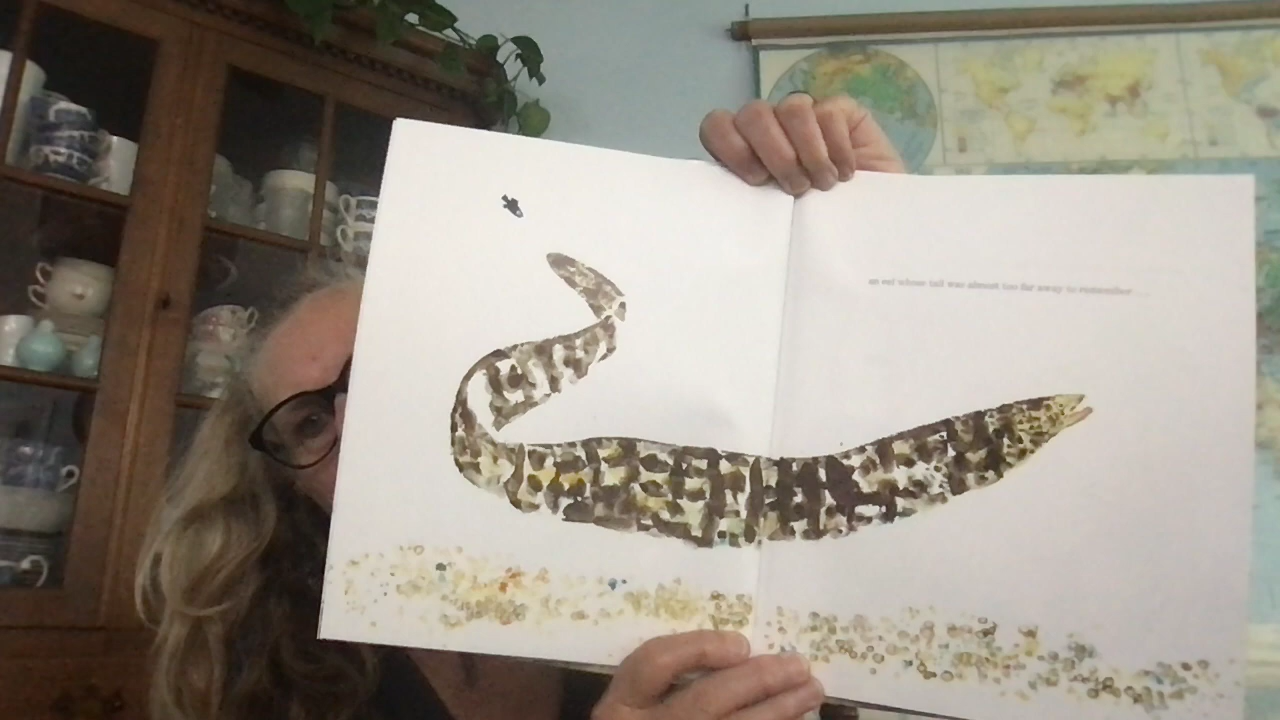 an eel whose tail was almost too far away to remember . . .